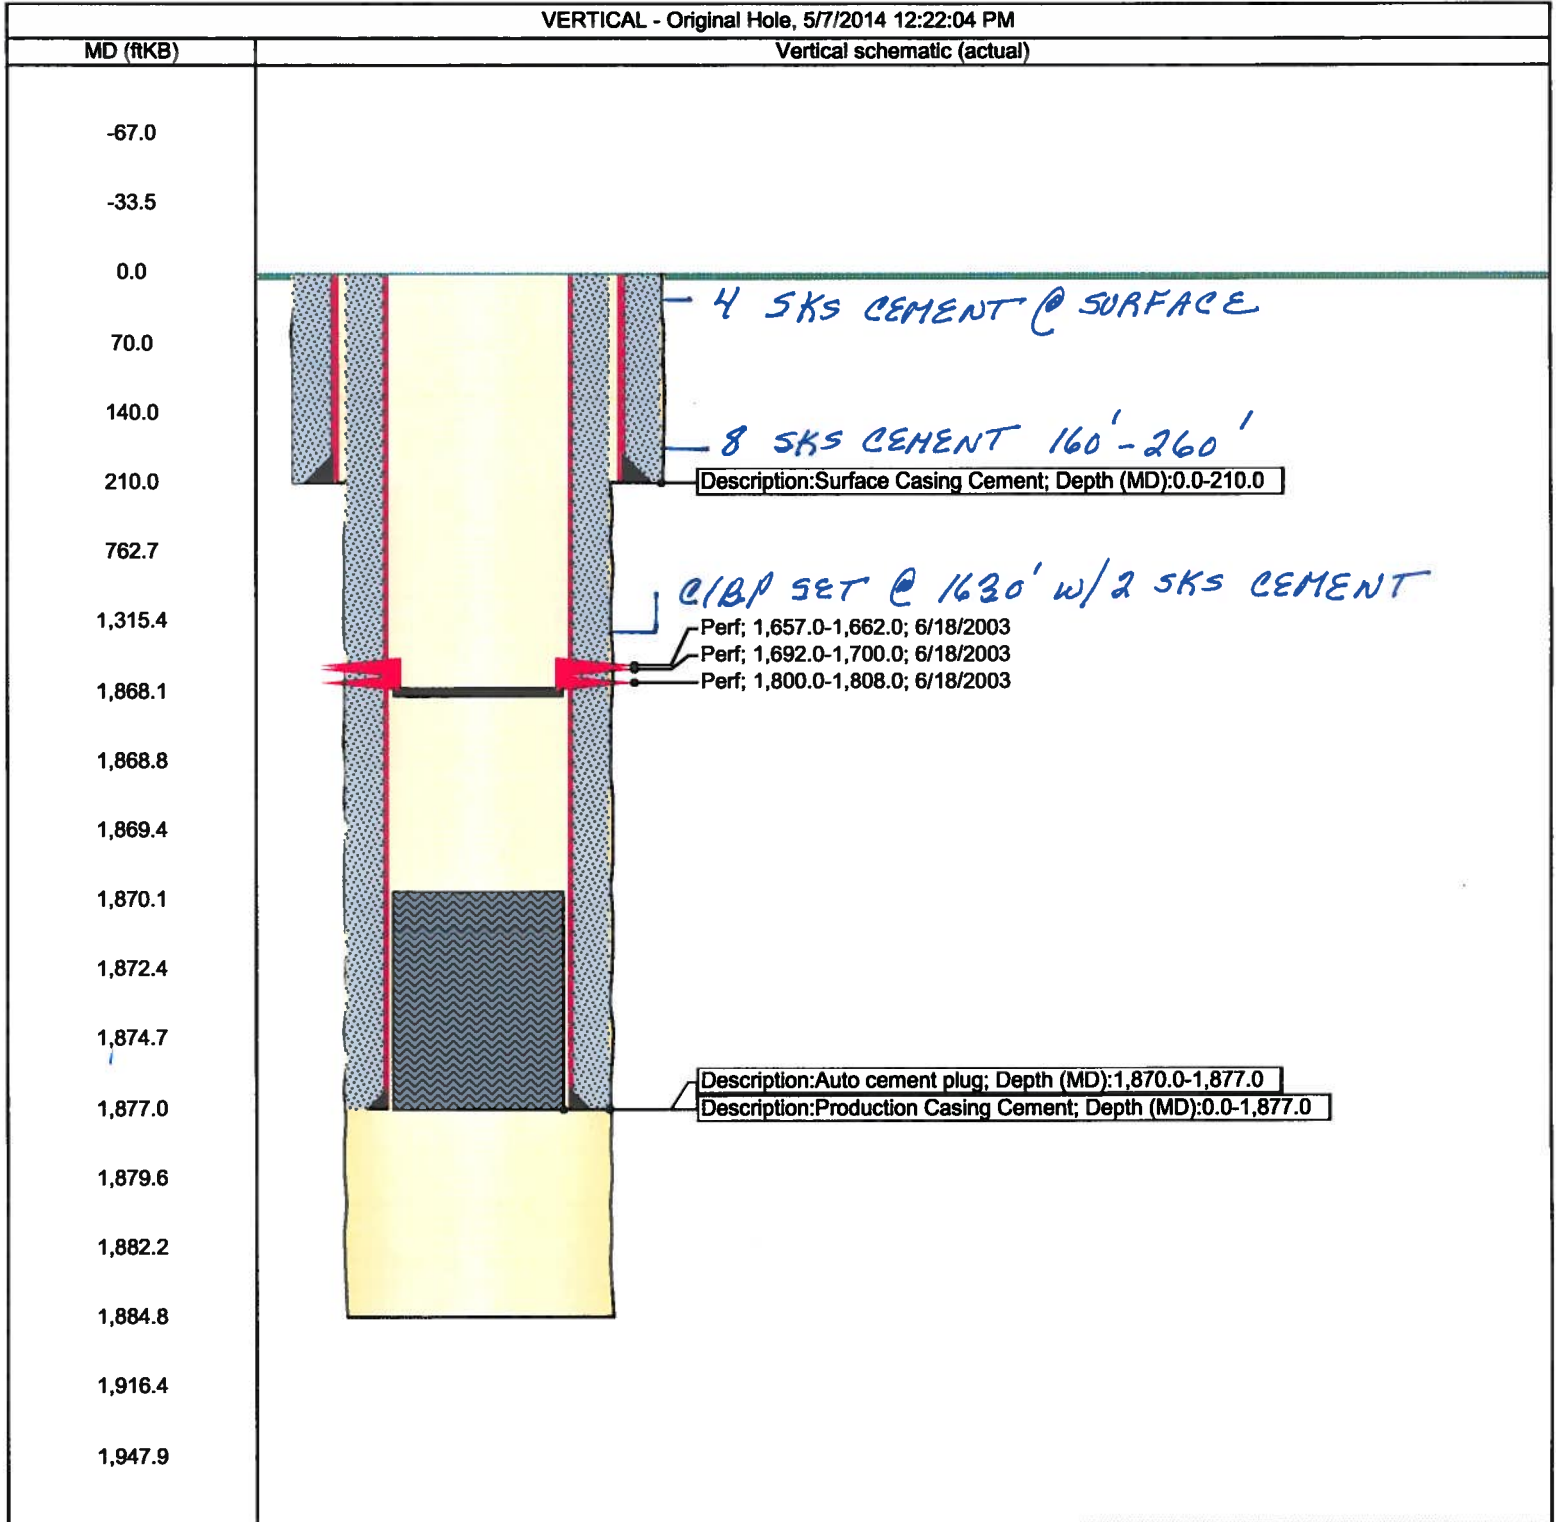 VERTICAL - Original Hole, 5/7/2014 12:22:04 PM
MD (ftKB)
Vertical schematic (actual)
-67.0
-33.5
0.0
4 SKS CEMENT @ SURFACE
70.0
140.0
8 SKS CEMENT 160'-260'
Description:Surface Casing Cement; Depth (MD):0.0-210.0
210.0
762.7
CIBP SET @ 1630' w/2 SKS CEMENT
1,315.4
Perf; 1,657.0-1,662.0; 6/18/2003
Perf; 1,692.0-1,700.0; 6/18/2003
Perf; 1,800.0-1,808.0; 6/18/2003
1,868.1
1,868.8
1,869.4
1,870.1
1,872.4
1,874.7
Description:Auto cement plug; Depth (MD):1,870.0-1,877.0
Description:Production Casing Cement; Depth (MD):0.0-1,877.0
1,877.0
1,879.6
1,882.2
1,884.8
1,916.4
1,947.9